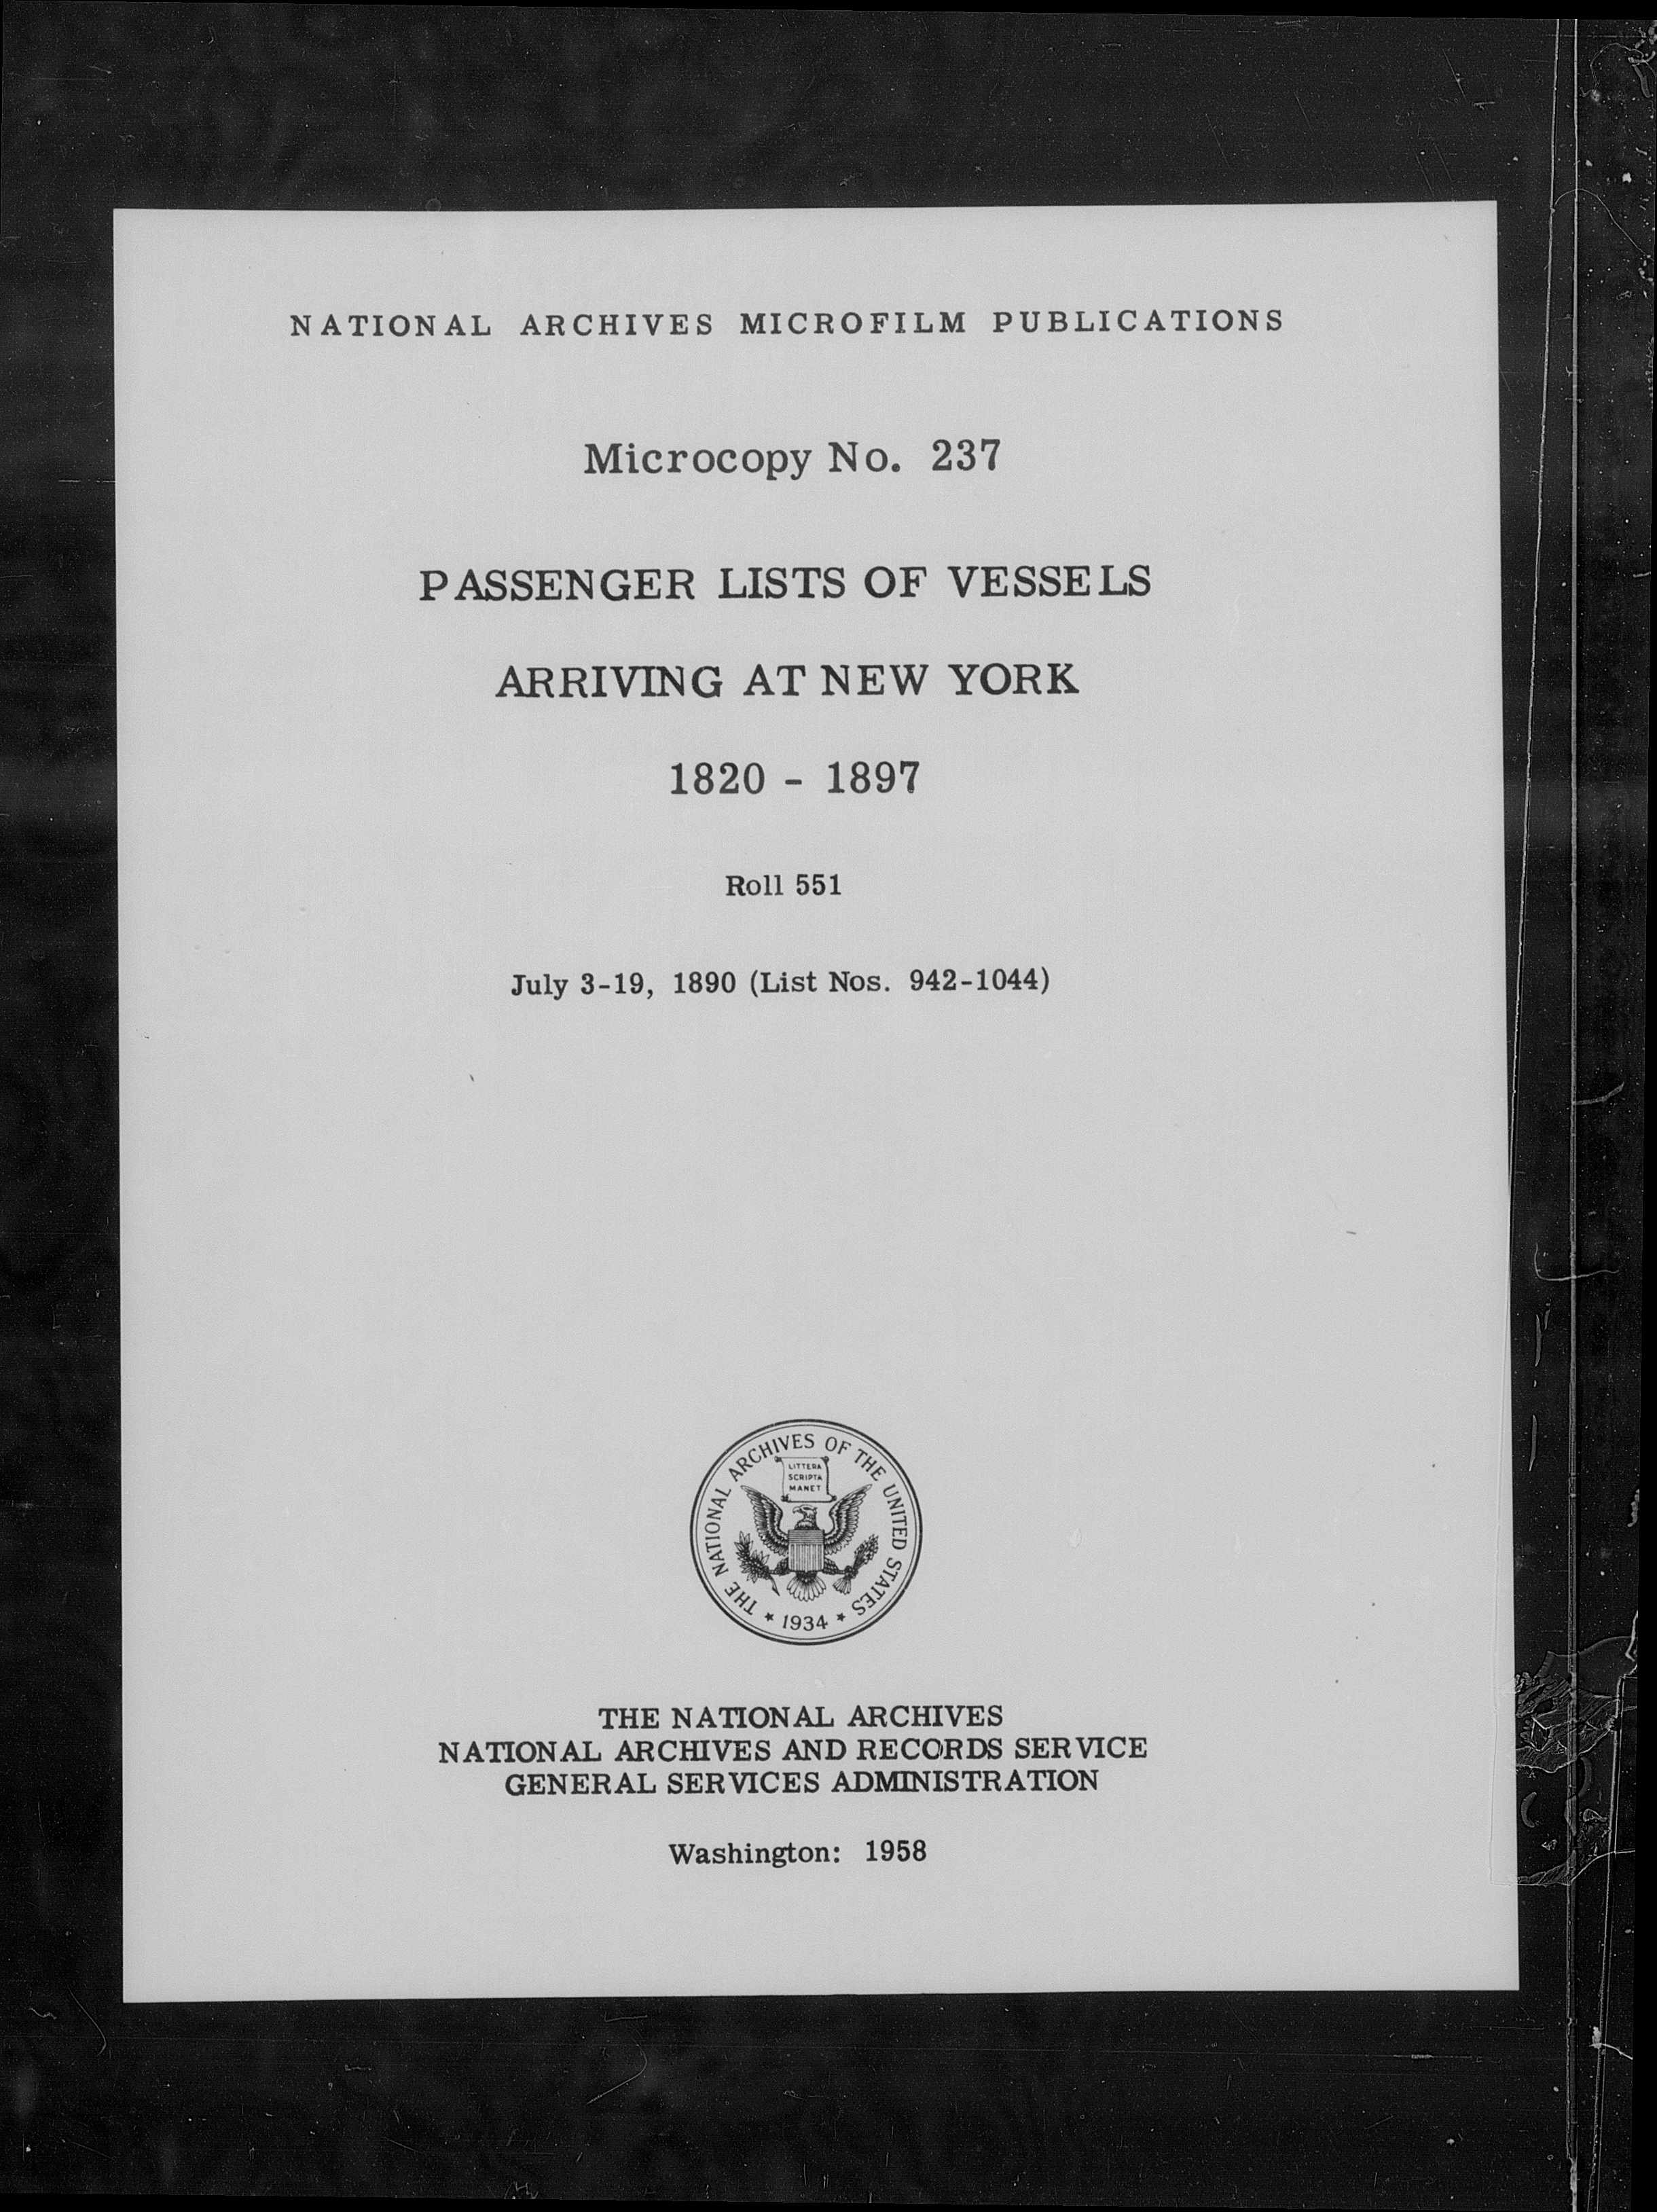 NATIONAL ARCHIVES MICROFILM PUBLICATIONS
Microcopy No. 237
PASSENGER LISTS OF VESSELS
ARRIVING AT NEW YORK
1820 - 1897
Roll 551
July 3-19, 1890 (List Nos. 942-1044)
THE NATIONAL ARCHIVES OF THE UNITED STATES
LITTERA
SCRIPTA
MANET
★ 1934 ★
THE NATIONAL ARCHIVES
NATIONAL ARCHIVES AND RECORDS SERVICE
GENERAL SERVICES ADMINISTRATION
Washington: 1958